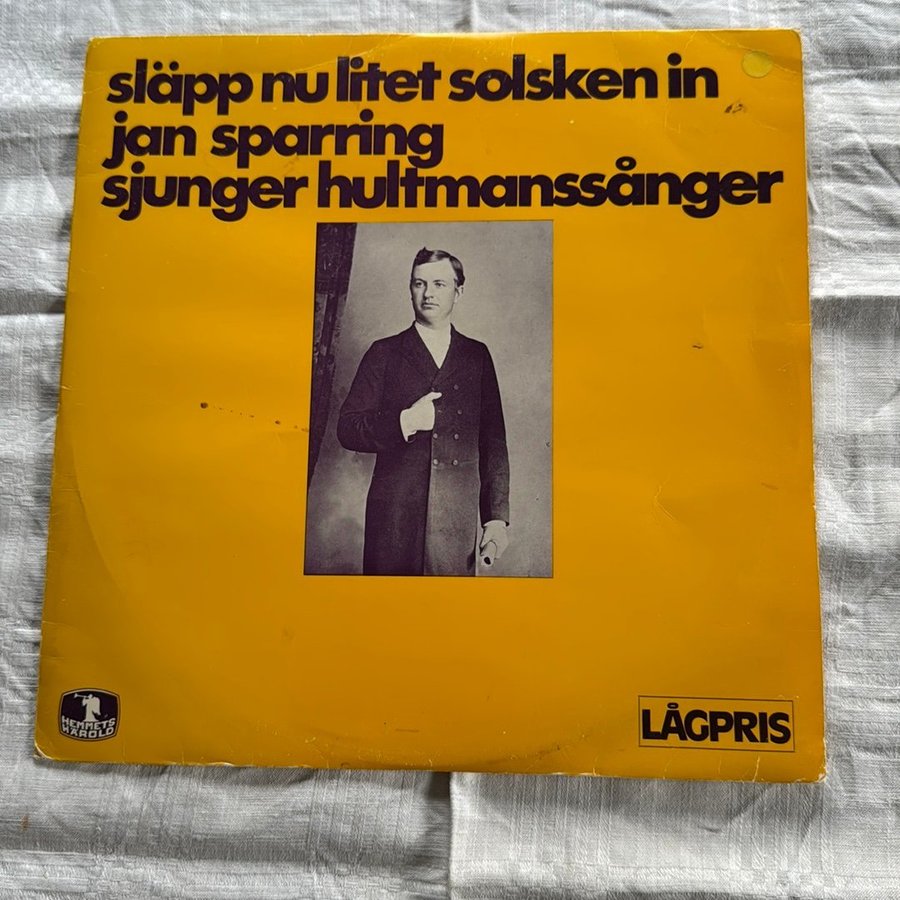 släpp nu litet solsken in
jan sparring
sjunger hultmanssånger
HEMMETS
HÄROLD
LÅGPRIS